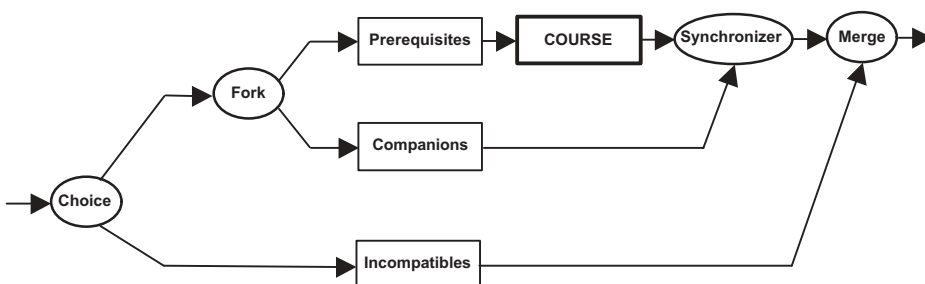 Prerequisites
COURSE
Synchronizer
Merge
Fork
Companions
Choice
Incompatibles